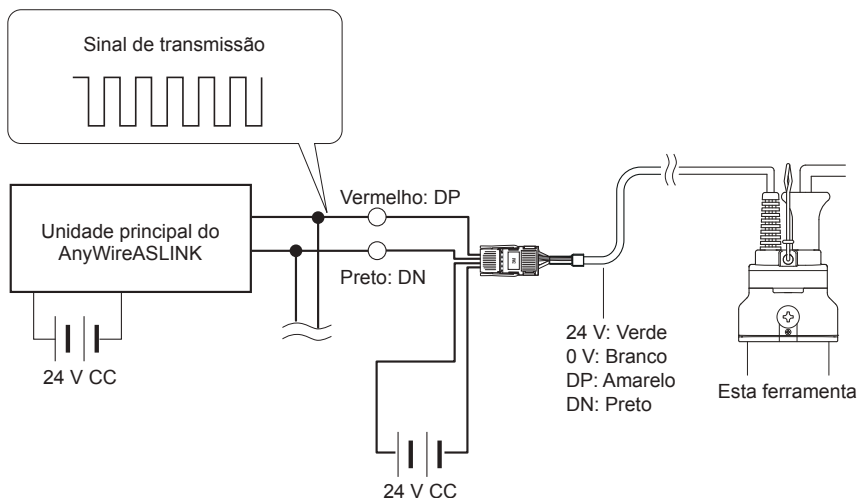 Sinal de transmissão
Unidade principal do
AnyWireASLINK
24 V CC
Vermelho: DP
Preto: DN
24 V CC
24 V: Verde
0 V: Branco
DP: Amarelo
DN: Preto
Esta ferramenta